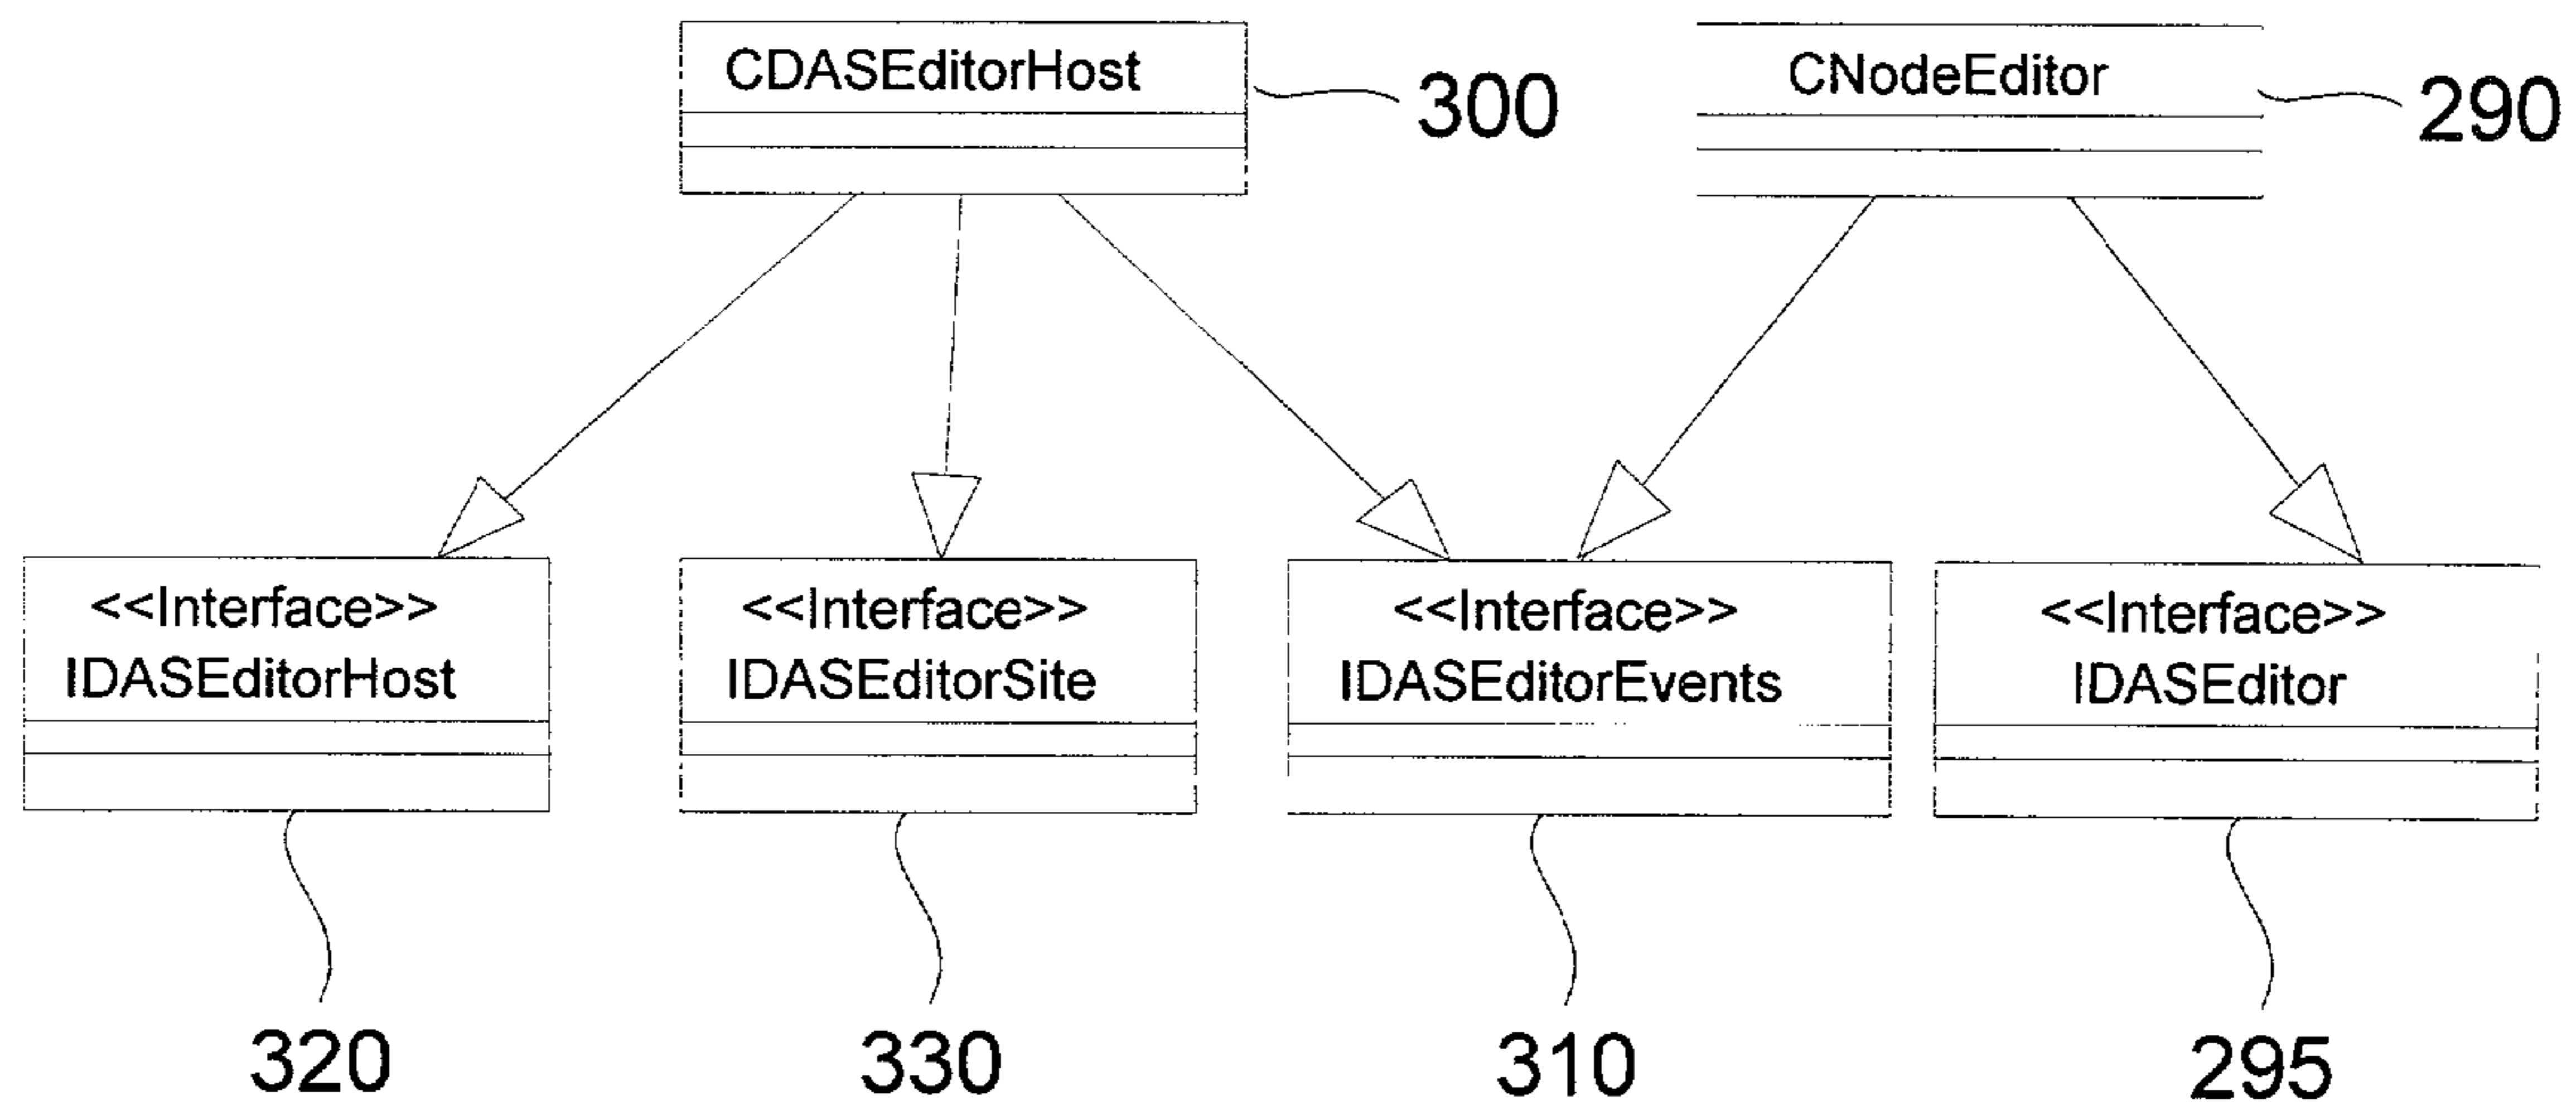 CDASEditorHost
300
CNodeEditor
290
<<Interface>>
IDASEditorHost
<<Interface>>
IDASEditorSite
<<Interface>>
IDASEditorEvents
<<Interface>>
IDASEditor
320
330
310
295